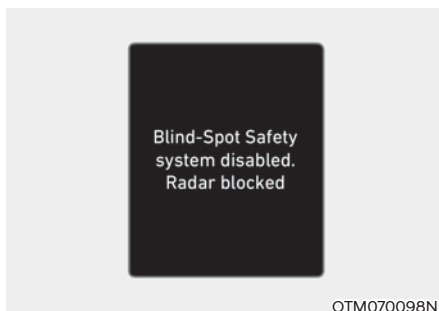 Blind-Spot Safety
system disabled.
Radar blocked
OTM070098N